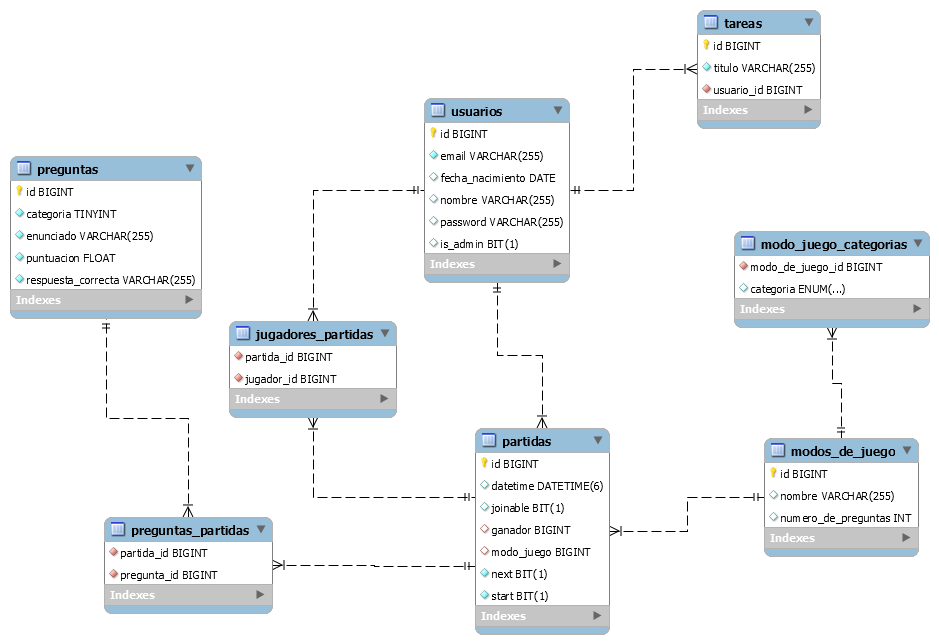 tareas
id BIGINT
titulo VARCHAR(255)
usuario_id BIGINT
Indexes
usuarios
id BIGINT
email VARCHAR(255)
fecha_nacimiento DATE
nombre VARCHAR(255)
password VARCHAR(255)
is_admin BIT(1)
Indexes
preguntas
id BIGINT
categoria TINYINT
enunciado VARCHAR(255)
puntuacion FLOAT
respuesta_correcta VARCHAR(255)
Indexes
modo_juego_categorias
modo_de_juego_id BIGINT
categoria ENUM(...)
Indexes
jugadores_partidas
partida_id BIGINT
jugador_id BIGINT
Indexes
partidas
id BIGINT
datetime DATETIME(6)
joinable BIT(1)
ganador BIGINT
modo_juego BIGINT
next BIT(1)
start BIT(1)
Indexes
modos_de_juego
id BIGINT
nombre VARCHAR(255)
numero_de_preguntas INT
Indexes
preguntas_partidas
partida_id BIGINT
pregunta_id BIGINT
Indexes